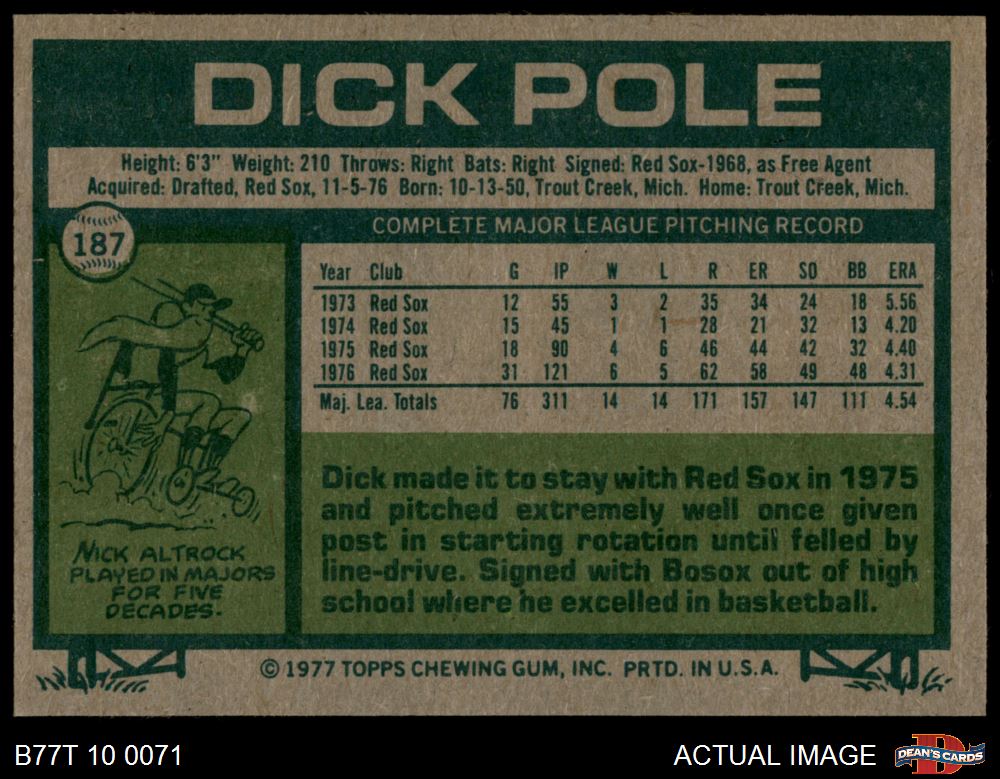 DICK POLE
Height: 6'3" Weight: 210 Throws: Right Bats: Right Signed: Red Sox-1968, as Free Agent
Acquired: Drafted, Red Sox, 11-5-76 Born: 10-13-50, Trout Creek, Mich. Home: Trout Creek, Mich.
187
COMPLETE MAJOR LEAGUE PITCHING RECORD
Year Club G IP W L R ER SO BB ERA
1973 Red Sox 12 55 3 2 35 34 24 18 5.56
1974 Red Sox 15 45 1 1 28 21 32 13 4.20
1975 Red Sox 18 90 4 6 46 44 42 32 4.40
1976 Red Sox 31 121 6 5 62 58 49 48 4.31
Maj. Lea. Totals 76 311 14 14 171 157 147 111 4.54
NICK ALTROCK
PLAYED IN MAJORS
FOR FIVE
DECADES.
Dick made it to stay with Red Sox in 1975
and pitched extremely well once given
post in starting rotation until felled by
line-drive. Signed with Bosox out of high
school where he excelled in basketball.
© 1977 TOPPS CHEWING GUM, INC. PRTD. IN U.S.A.
B77T 10 0071
ACTUAL IMAGE
D
DEAN'S CARDS